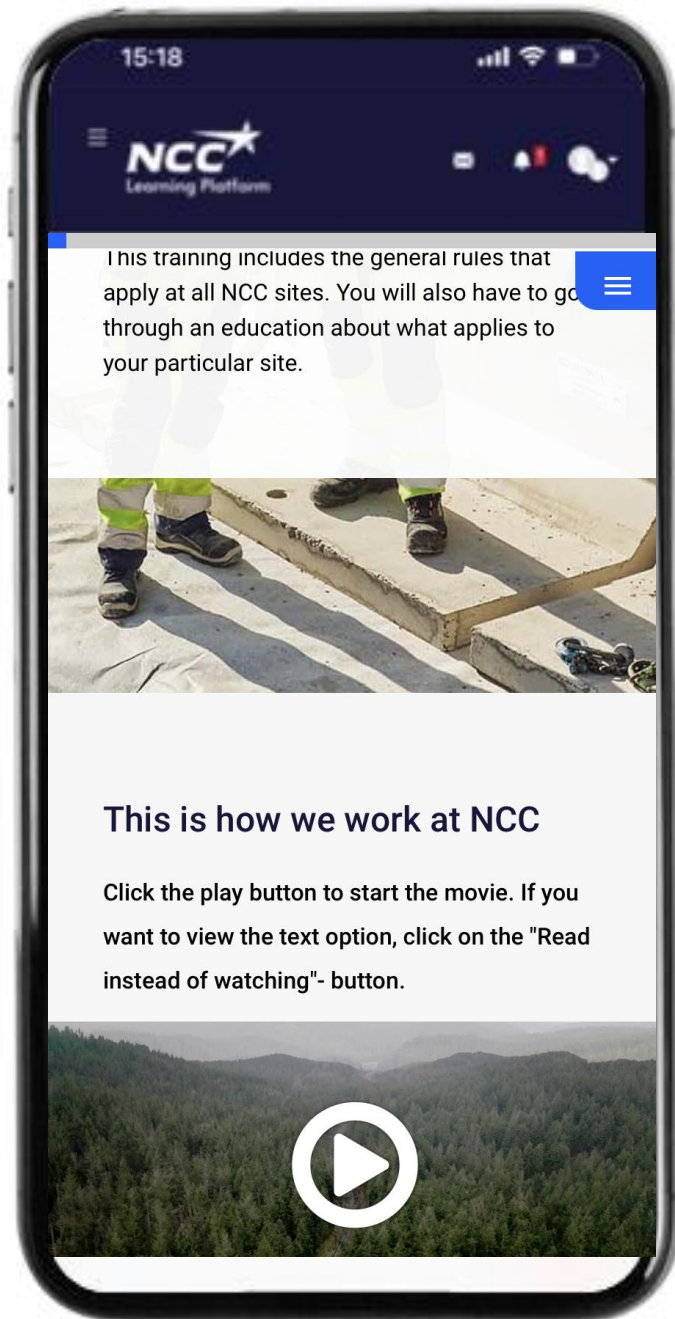 15:18
NCC
Learning Platform
This training includes the general rules that
apply at all NCC sites. You will also have to go
through an education about what applies to
your particular site.
This is how we work at NCC
Click the play button to start the movie. If you
want to view the text option, click on the "Read
instead of watching"- button.